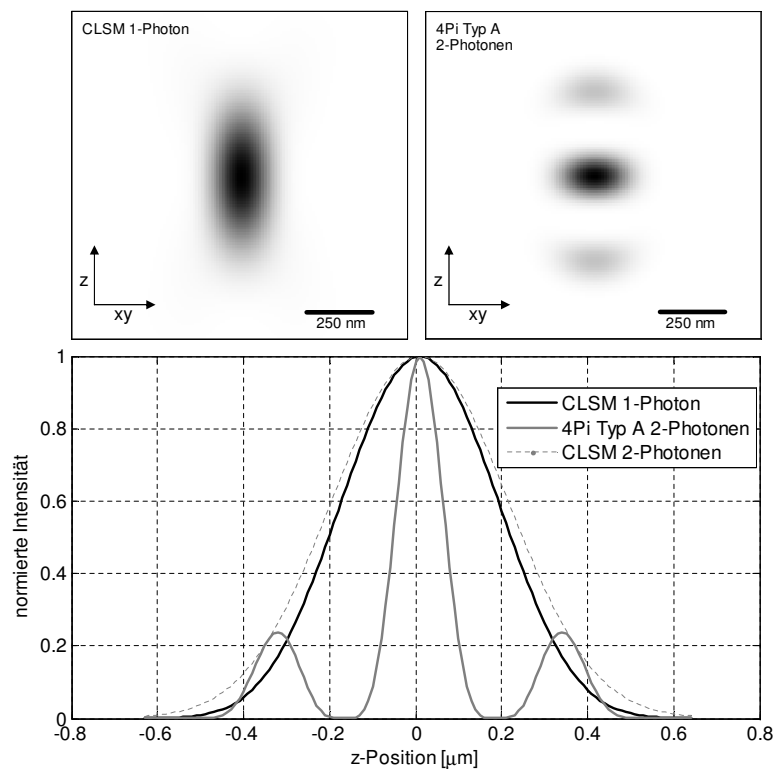 CLSM 1-Photon
z
xy
250 nm
4Pi Typ A
2-Photonen
z
xy
250 nm
normierte Intensität
1
0.8
0.6
0.4
0.2
0
CLSM 1-Photon
4Pi Typ A 2-Photonen
CLSM 2-Photonen
-0.8 -0.6 -0.4 -0.2 0 0.2 0.4 0.6 0.8
z-Position [μm]